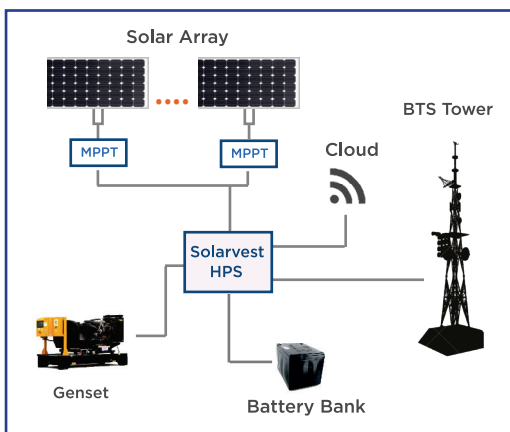 Solar Array
BTS Tower
MPPT
MPPT
Cloud
Solarvest
HPS
Genset
Battery Bank